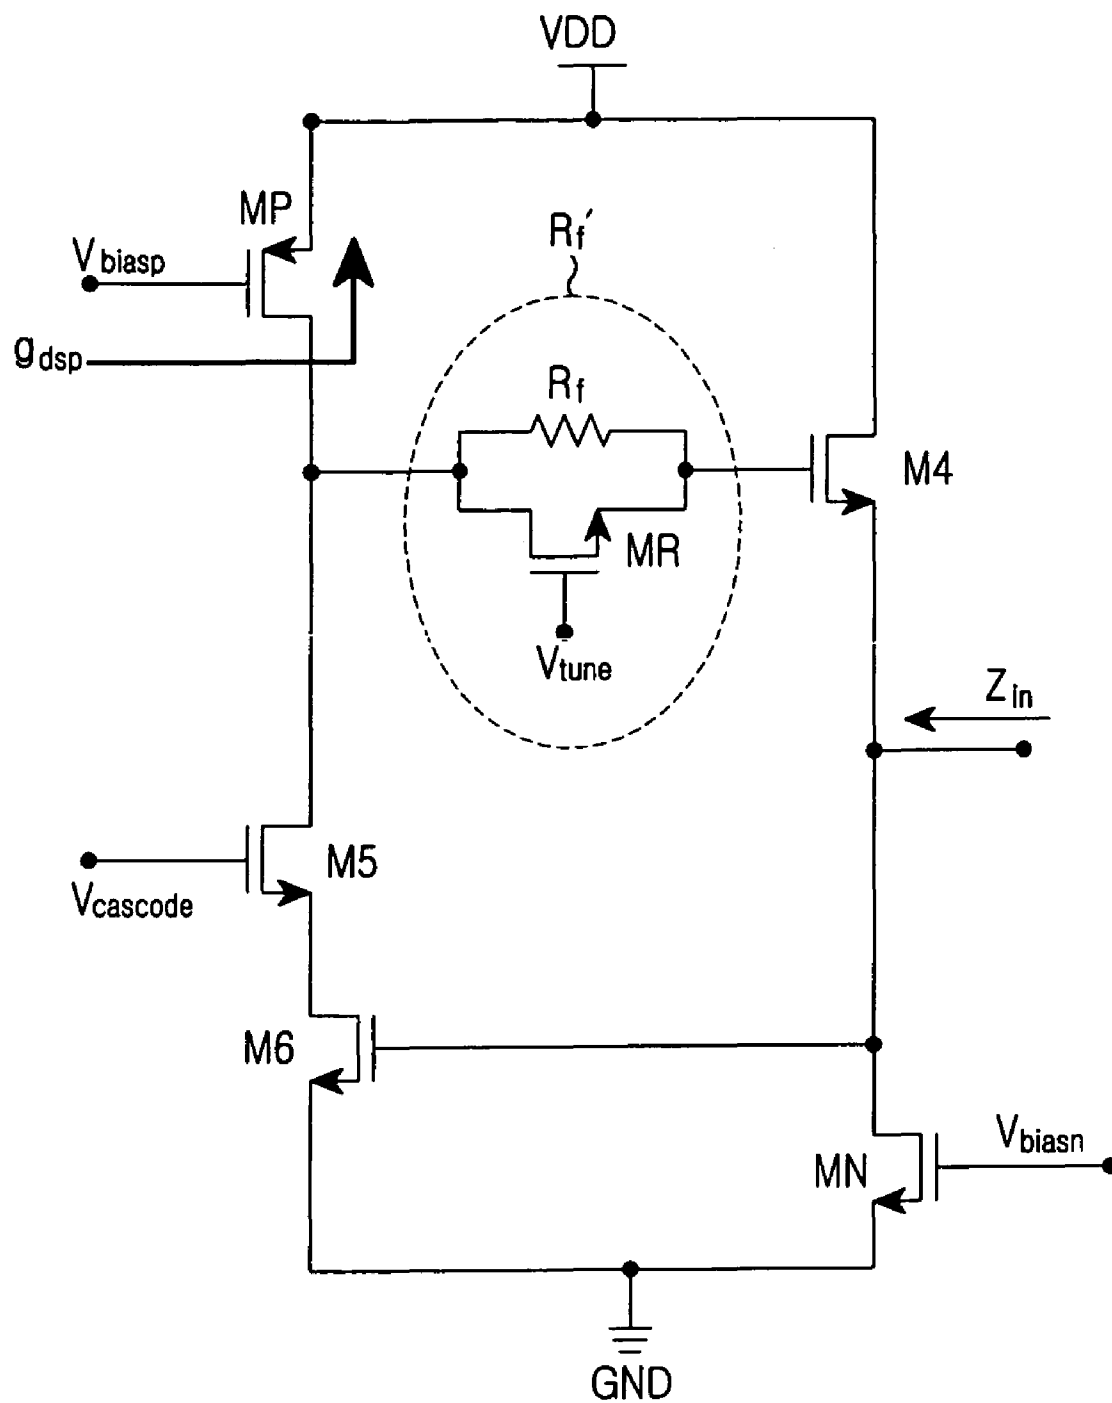 VDD
MP
Rf′
Vbiasp
gdsp
Rf
M4
MR
Vtune
Zin
M5
Vcascode
M6
Vbiasn
MN
GND